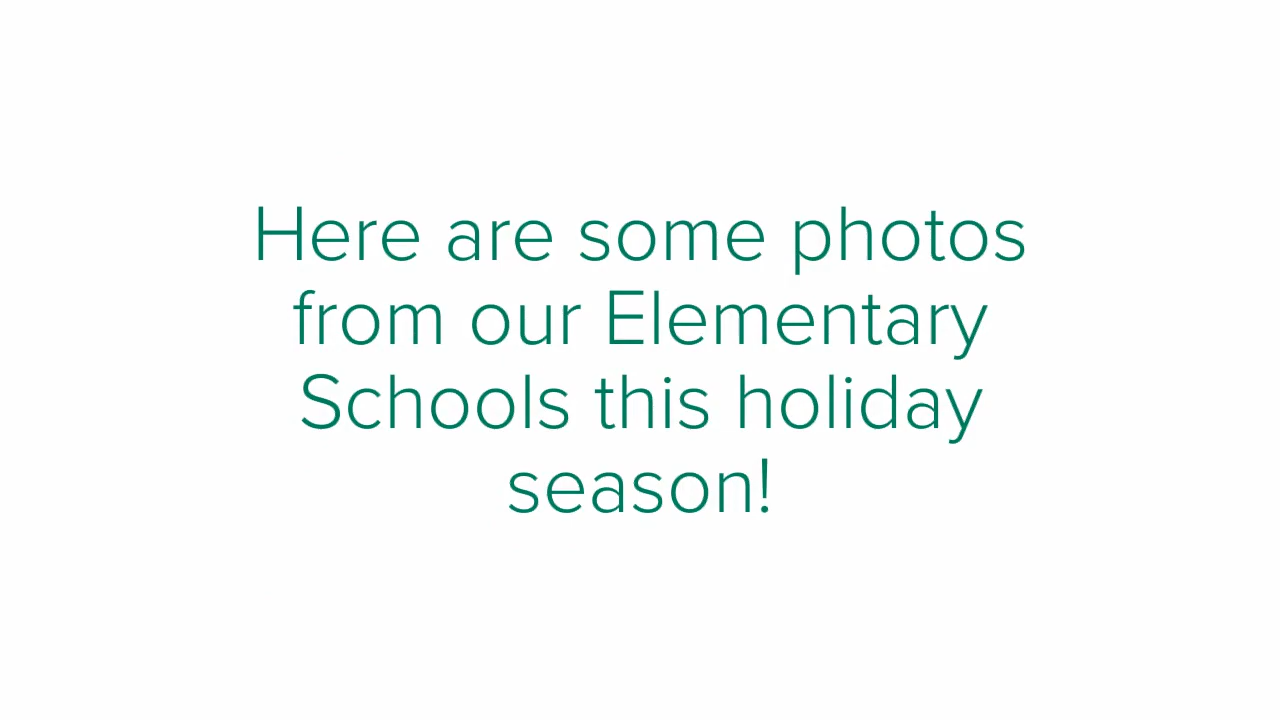 Here are some photos
from our Elementary
Schools this holiday
season!